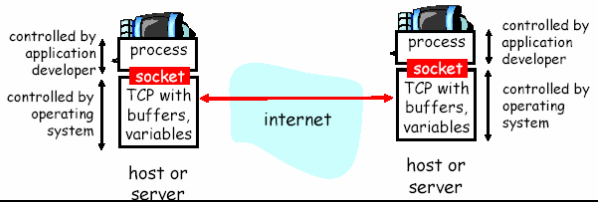 controlled by
application
developer
process
socket
controlled by
operating
system
TCP with
buffers,
variables
host or
server
internet
process
controlled by
application
developer
socket
TCP with
buffers,
variables
controlled by
operating
system
host or
server